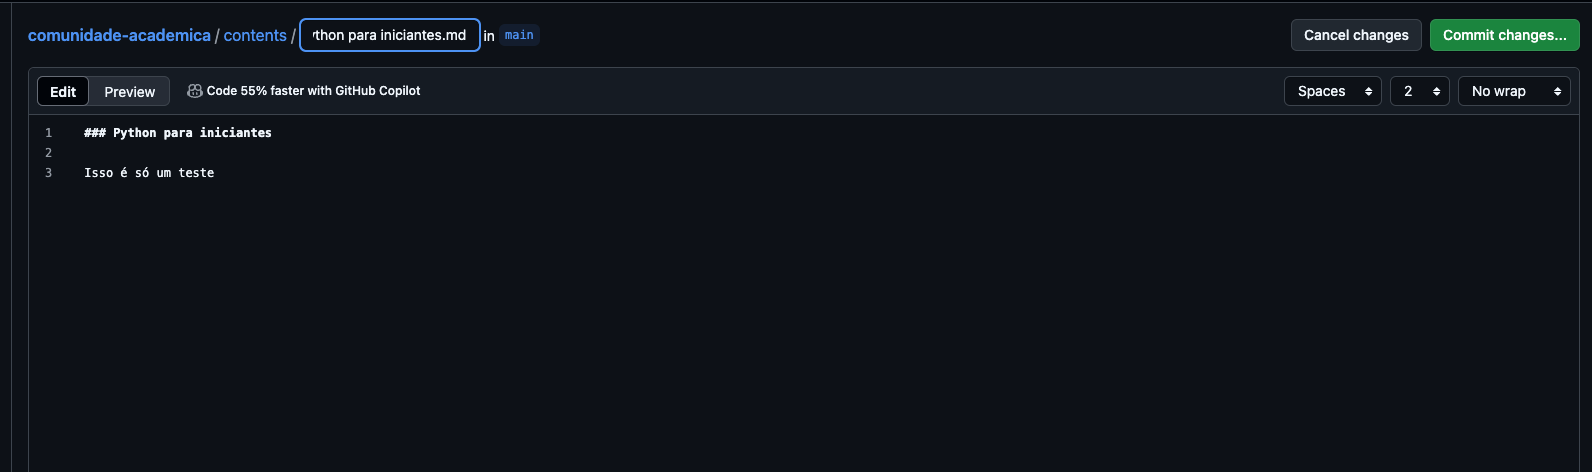 comunidade-academica / contents / ython para iniciantes.md in main
Cancel changes
Commit changes...
Edit
Preview
Code 55% faster with GitHub Copilot
Spaces
2
No wrap
1 ### Python para iniciantes
2
3 Isso é só um teste